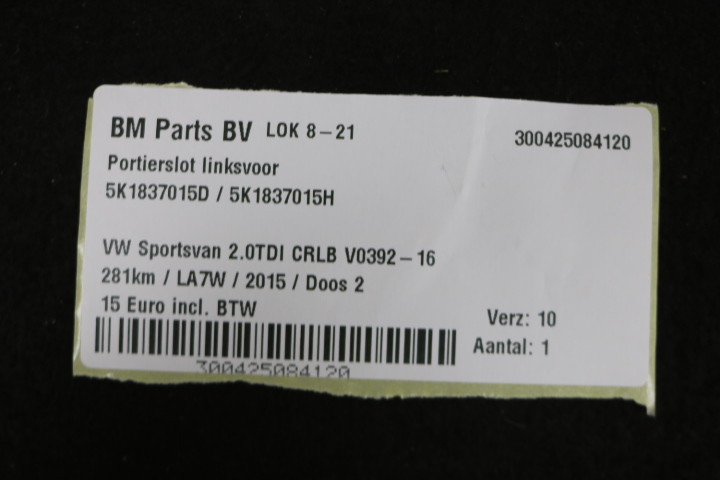 BM Parts BV LOK 8-21
300425084120
Portierslot linksvoor
5K1837015D / 5K1837015H
VW Sportsvan 2.0TDI CRLB V0392-16
281km / LA7W / 2015 / Doos 2
15 Euro incl. BTW
Verz: 10
Aantal: 1
300425084120